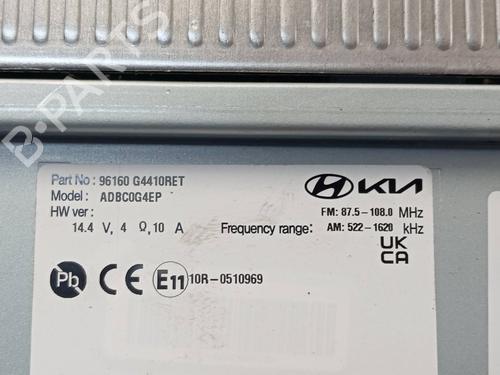 Part No : 96160 G4410RET
Model : ADBC0G4EP
HW ver :
14.4 V, 4 Ω, 10 A
KIA
FM: 87.5-108.0 MHz
Frequency range: AM: 522-1620 kHz
UK
CA
Pb
CE
E11
10R-0510969